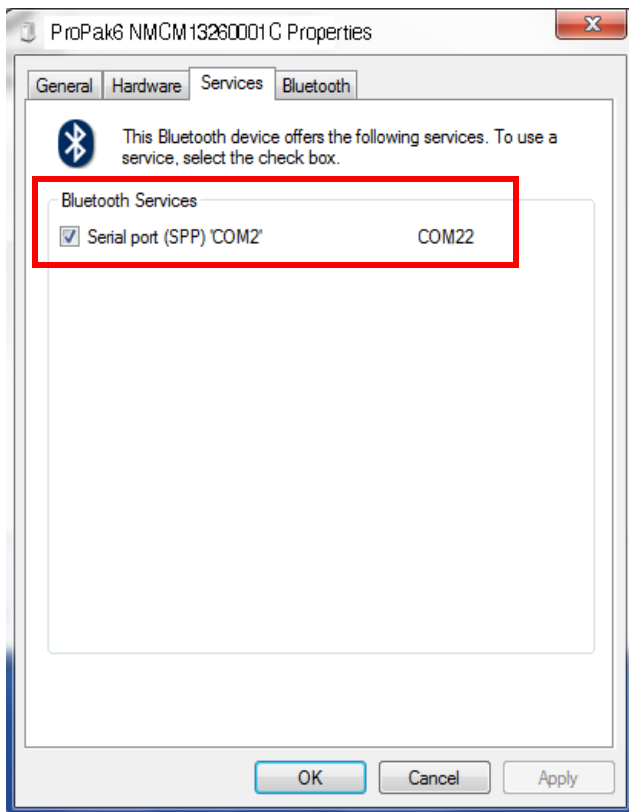 ProPak6 NMCM13260001C Properties
X
General Hardware Services Bluetooth
This Bluetooth device offers the following services. To use a
service, select the check box.
Bluetooth Services
Serial port (SPP) 'COM2' COM22
OK Cancel Apply